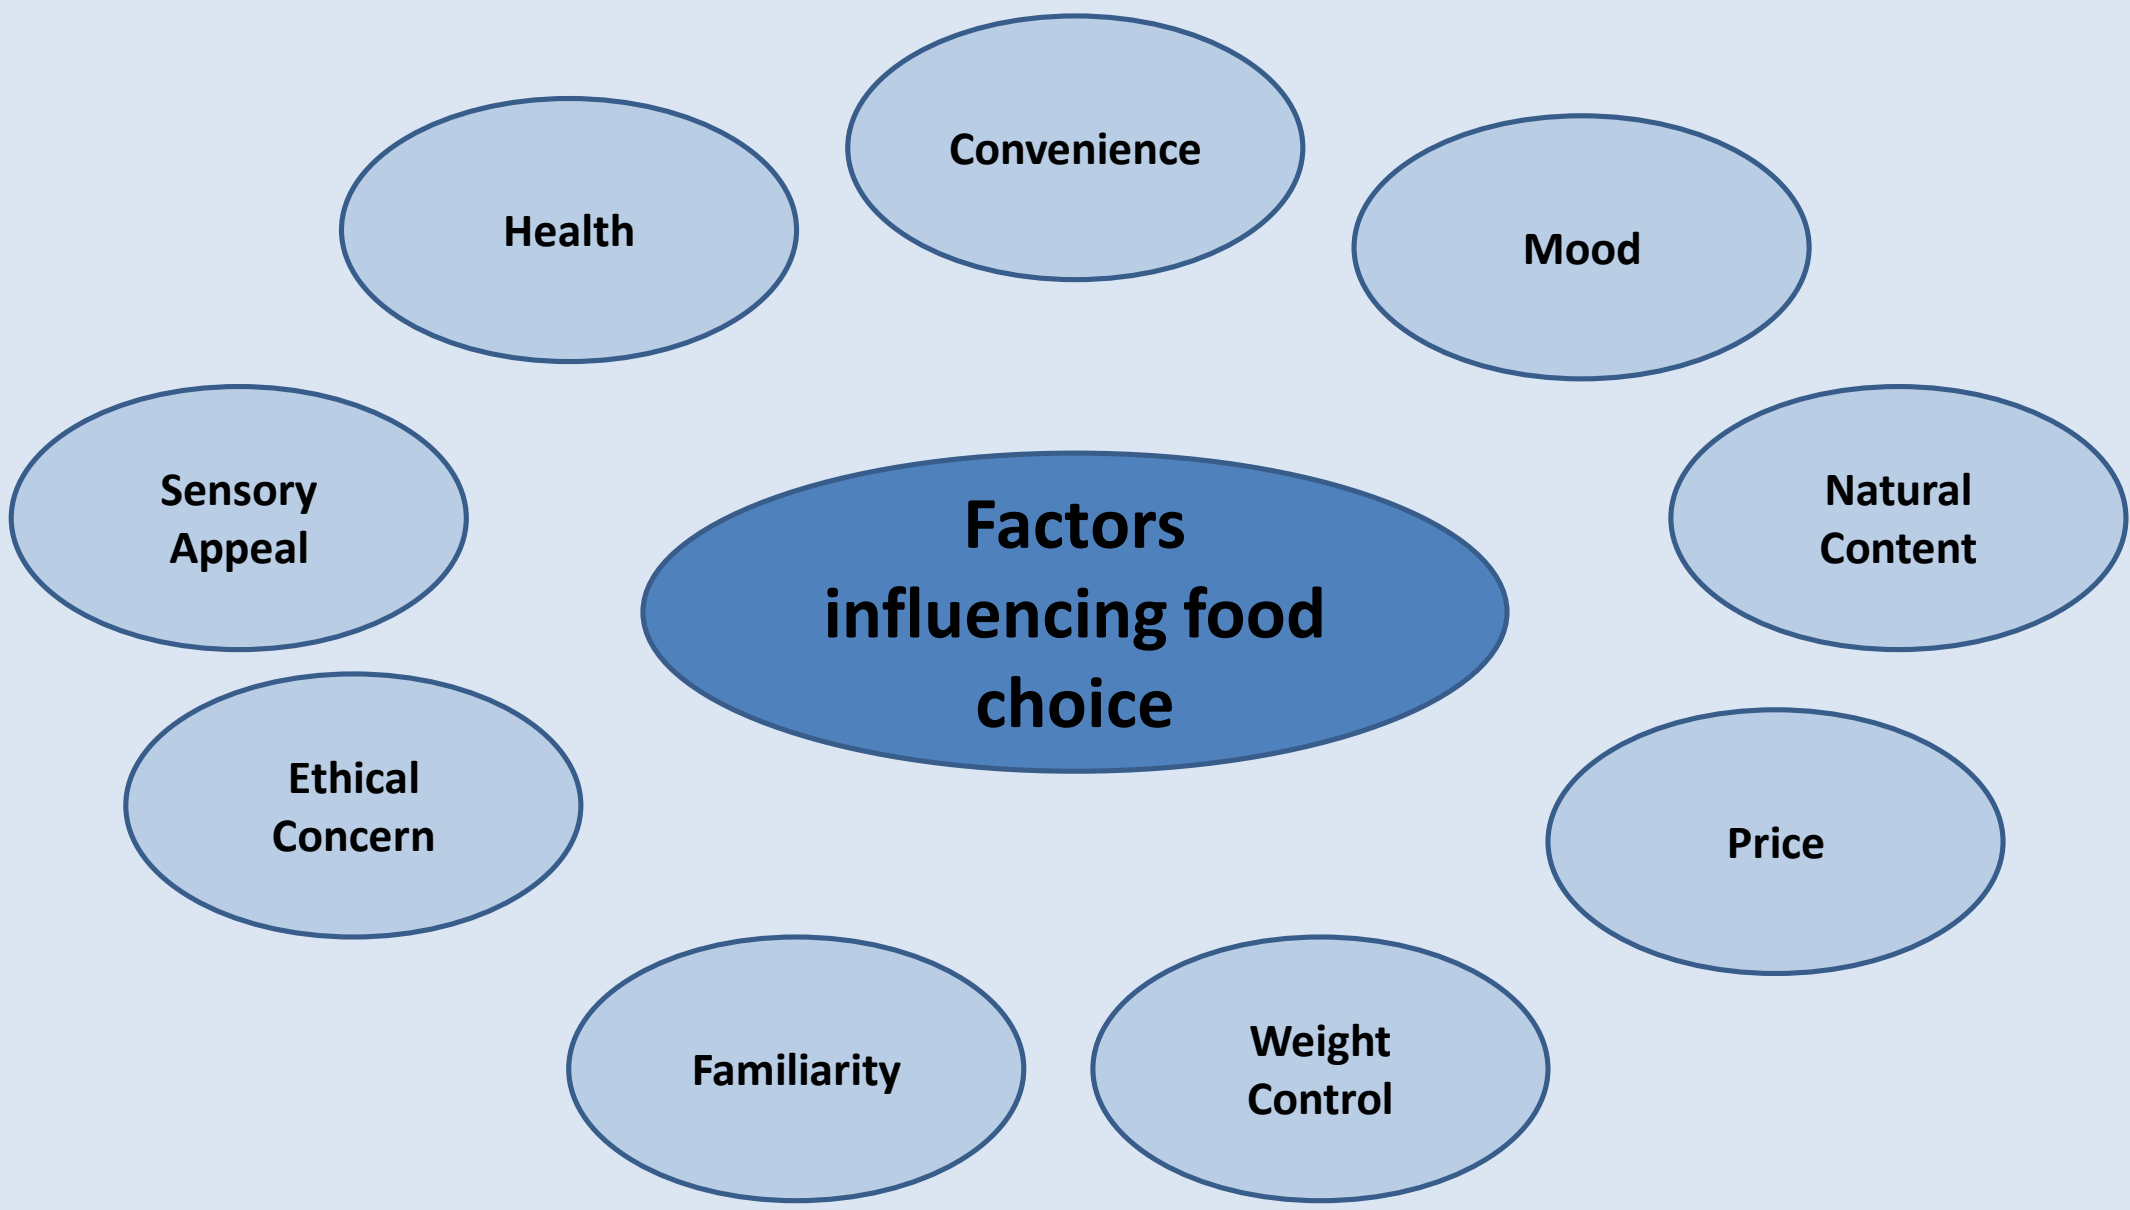 Convenience
Health
Mood
Sensory
Appeal
Natural
Content
Factors
influencing food
choice
Ethical
Concern
Price
Familiarity
Weight
Control